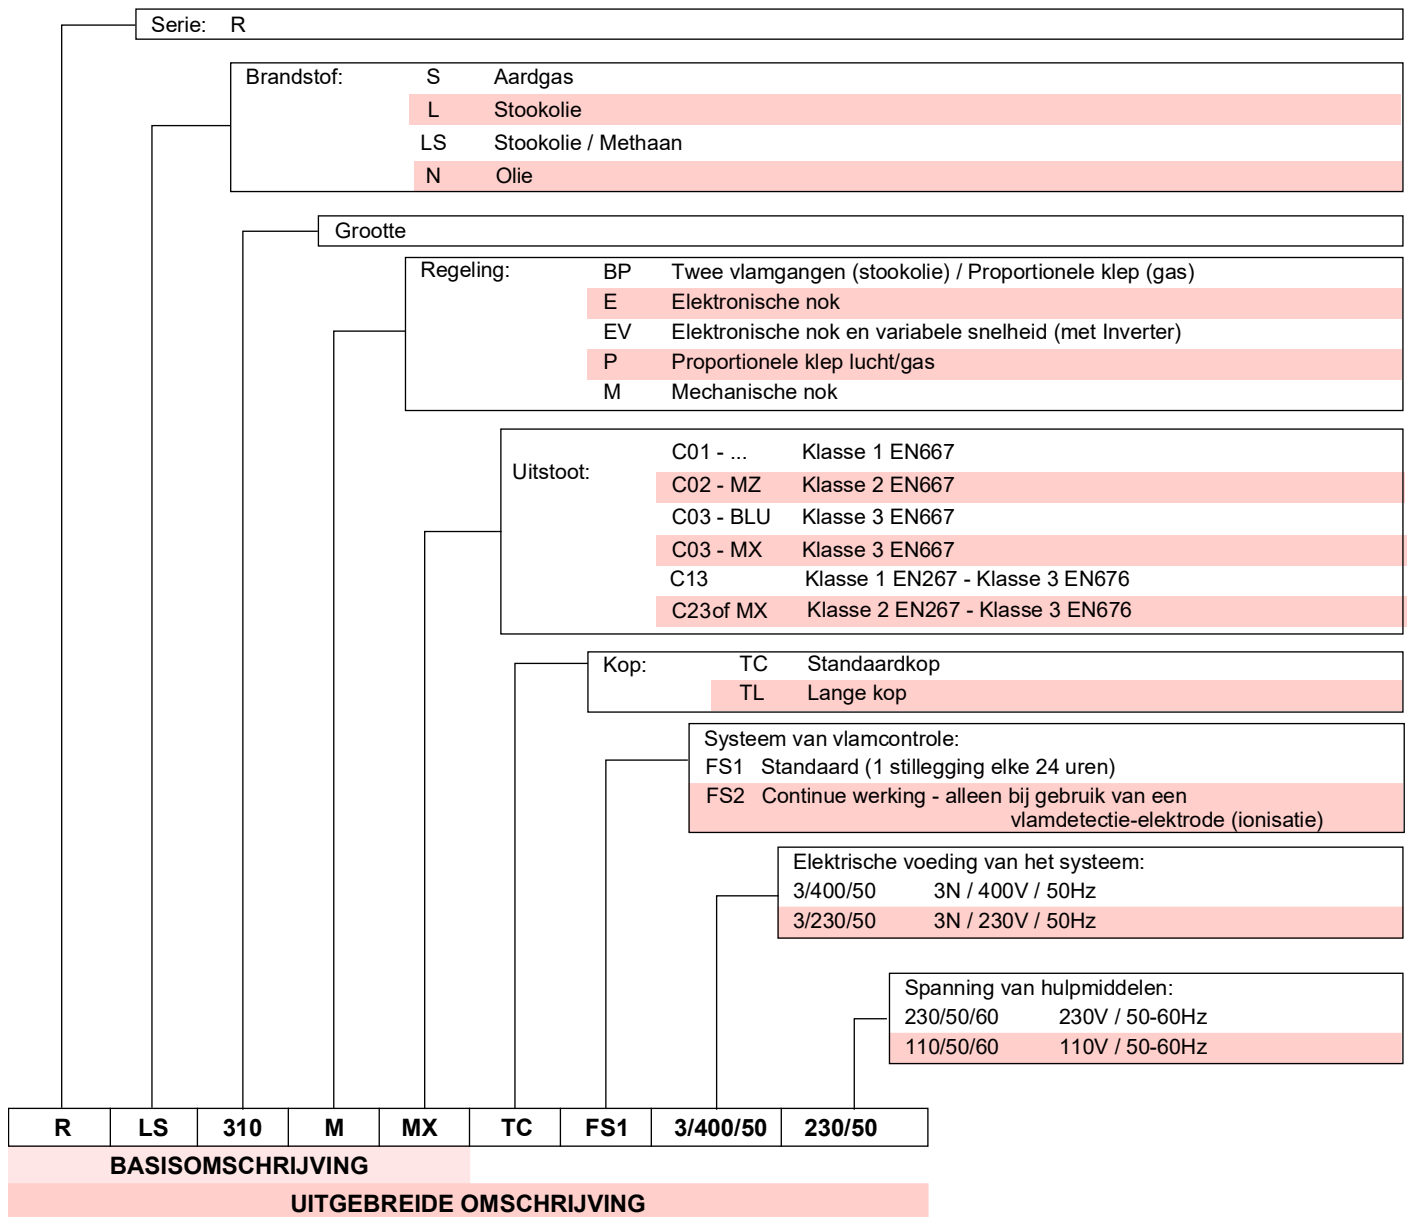 Serie: R
Brandstof: S Aardgas
L Stookolie
LS Stookolie / Methaan
N Olie
Grootte
Regeling: BP Twee vlamgangen (stookolie) / Proportionele klep (gas)
E Elektronische nok
EV Elektronische nok en variabele snelheid (met Inverter)
P Proportionele klep lucht/gas
M Mechanische nok
Uitstoot:
C01 - ... Klasse 1 EN667
C02 - MZ Klasse 2 EN667
C03 - BLU Klasse 3 EN667
C03 - MX Klasse 3 EN667
C13 Klasse 1 EN267 - Klasse 3 EN676
C23of MX Klasse 2 EN267 - Klasse 3 EN676
Kop: TC Standaardkop
TL Lange kop
Systeem van vlamcontrole:
FS1 Standaard (1 stillegging elke 24 uren)
FS2 Continue werking - alleen bij gebruik van een
vlamdetectie-elektrode (ionisatie)
Elektrische voeding van het systeem:
3/400/50 3N / 400V / 50Hz
3/230/50 3N / 230V / 50Hz
Spanning van hulpmiddelen:
230/50/60 230V / 50-60Hz
110/50/60 110V / 50-60Hz
R LS 310 M MX TC FS1 3/400/50 230/50
BASISOMSCHRIJVING
UITGEBREIDE OMSCHRIJVING